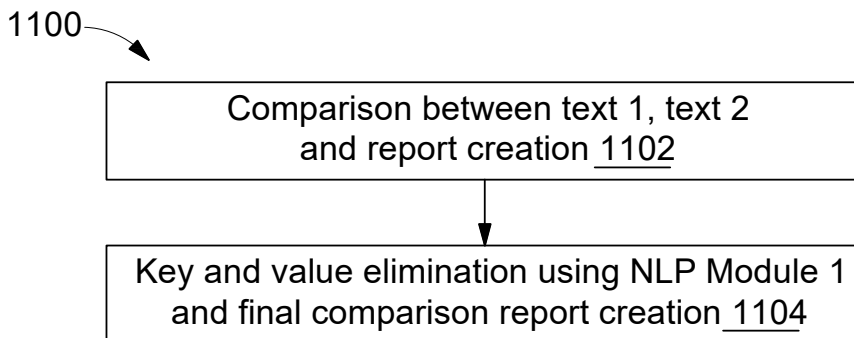 1100
Comparison between text 1, text 2
and report creation 1102
Key and value elimination using NLP Module 1
and final comparison report creation 1104